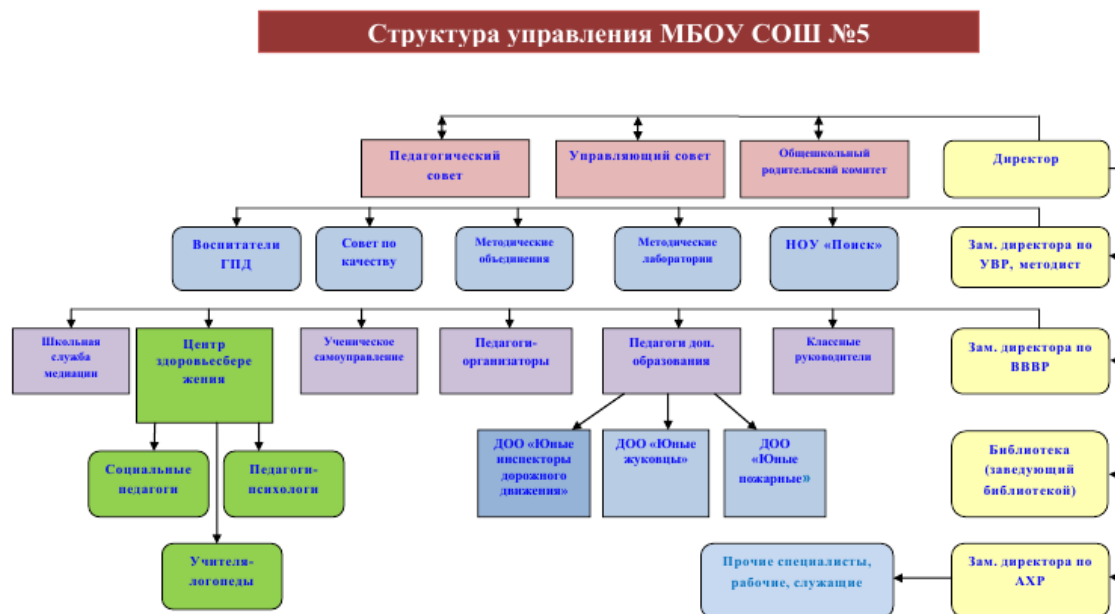 Структура управления МБОУ СОШ №5
Педагогический
совет
Управляющий совет
Общешкольный
родительский комитет
Директор
Воспитатели
ГПД
Совет по
качеству
Методические
объединения
Методические
лаборатории
НОУ «Поиск»
Зам. директора по
УВР, методист
Школьная
служба
медиации
Центр
здоровьесбере
жения
Ученическое
самоуправление
Педагоги-
организаторы
Педагоги доп.
образования
Классные
руководители
Зам. директора по
ВВВР
Социальные
педагоги
Педагоги-
психологи
ДОО «Юные
инспекторы
дорожного
движения»
ДОО «Юные
жуковцы»
ДОО
«Юные
пожарные»
Библиотека
(заведующий
библиотекой)
Учителя-
логопеды
Прочие специалисты,
рабочие, служащие
Зам. директора по
АХР